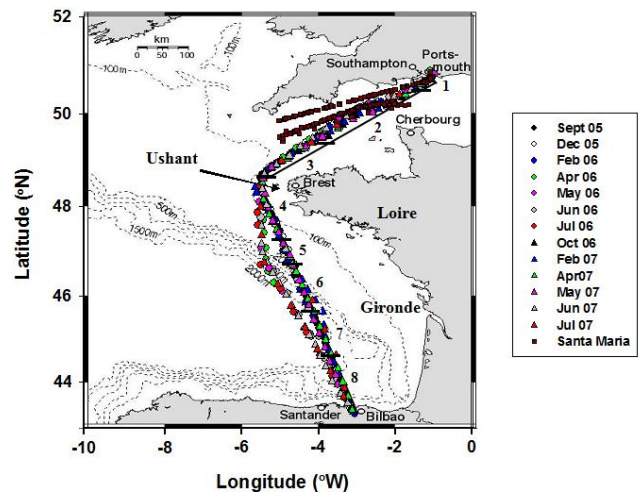 52
50
48
46
44
Latitude (°N)
-10
-8
-6
-4
-2
0
Longitude (°W)
km
0 50 100
100m
100m
500m
1500m
2000m
100m
Southampton
Ports-
mouth
Cherbourg
Ushant
Brest
Loire
Gironde
Santander
Bilbao
1
2
3
4
5
6
7
8
Sept 05
Dec 05
Feb 06
Apr 06
May 06
Jun 06
Jul 06
Oct 06
Feb 07
Apr07
May 07
Jun 07
Jul 07
Santa Maria